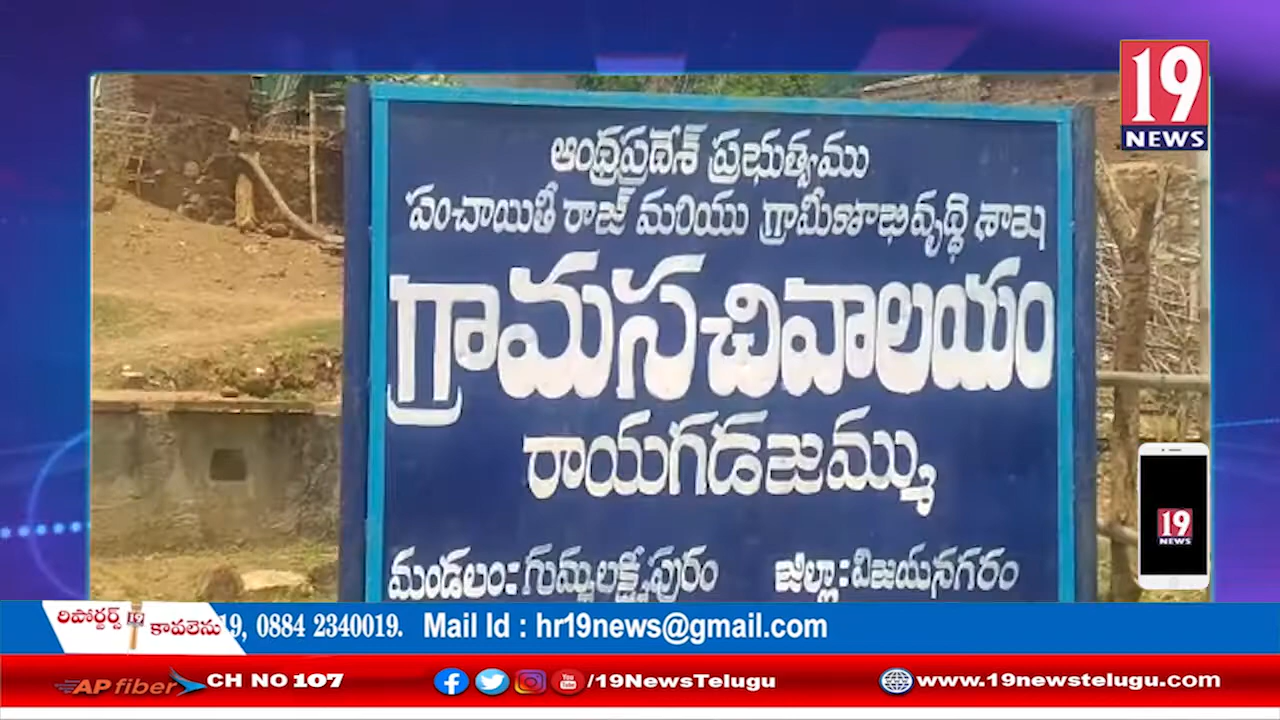 19
NEWS
ఆంధ్రప్రదేశ్ ప్రభుత్వము
పంచాయితీ రాజ్ మరియు గ్రామీణాభివృద్ధి శాఖ
గ్రామసచివాలయం
రాయగడజమ్ము
మండలం: గుమ్మలక్ష్మీపురం జిల్లా: విజయనగరం
19
NEWS
రిపోర్టర్స్ కావలెను 19, 0884 2340019. Mail Id : hr19news@gmail.com
AP fiber CH NO 107 /19NewsTelugu www.19newstelugu.com